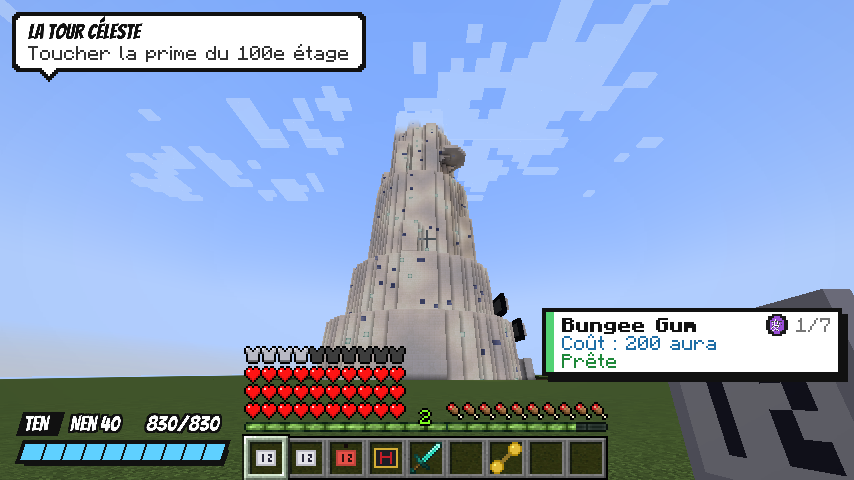 LA TOUR CÉLESTE
Toucher la prime du 100e étage
Bungee Gum 1/7
Coût : 200 aura
Prête
2
TEN NEN 40 830/830
12 12 12 H